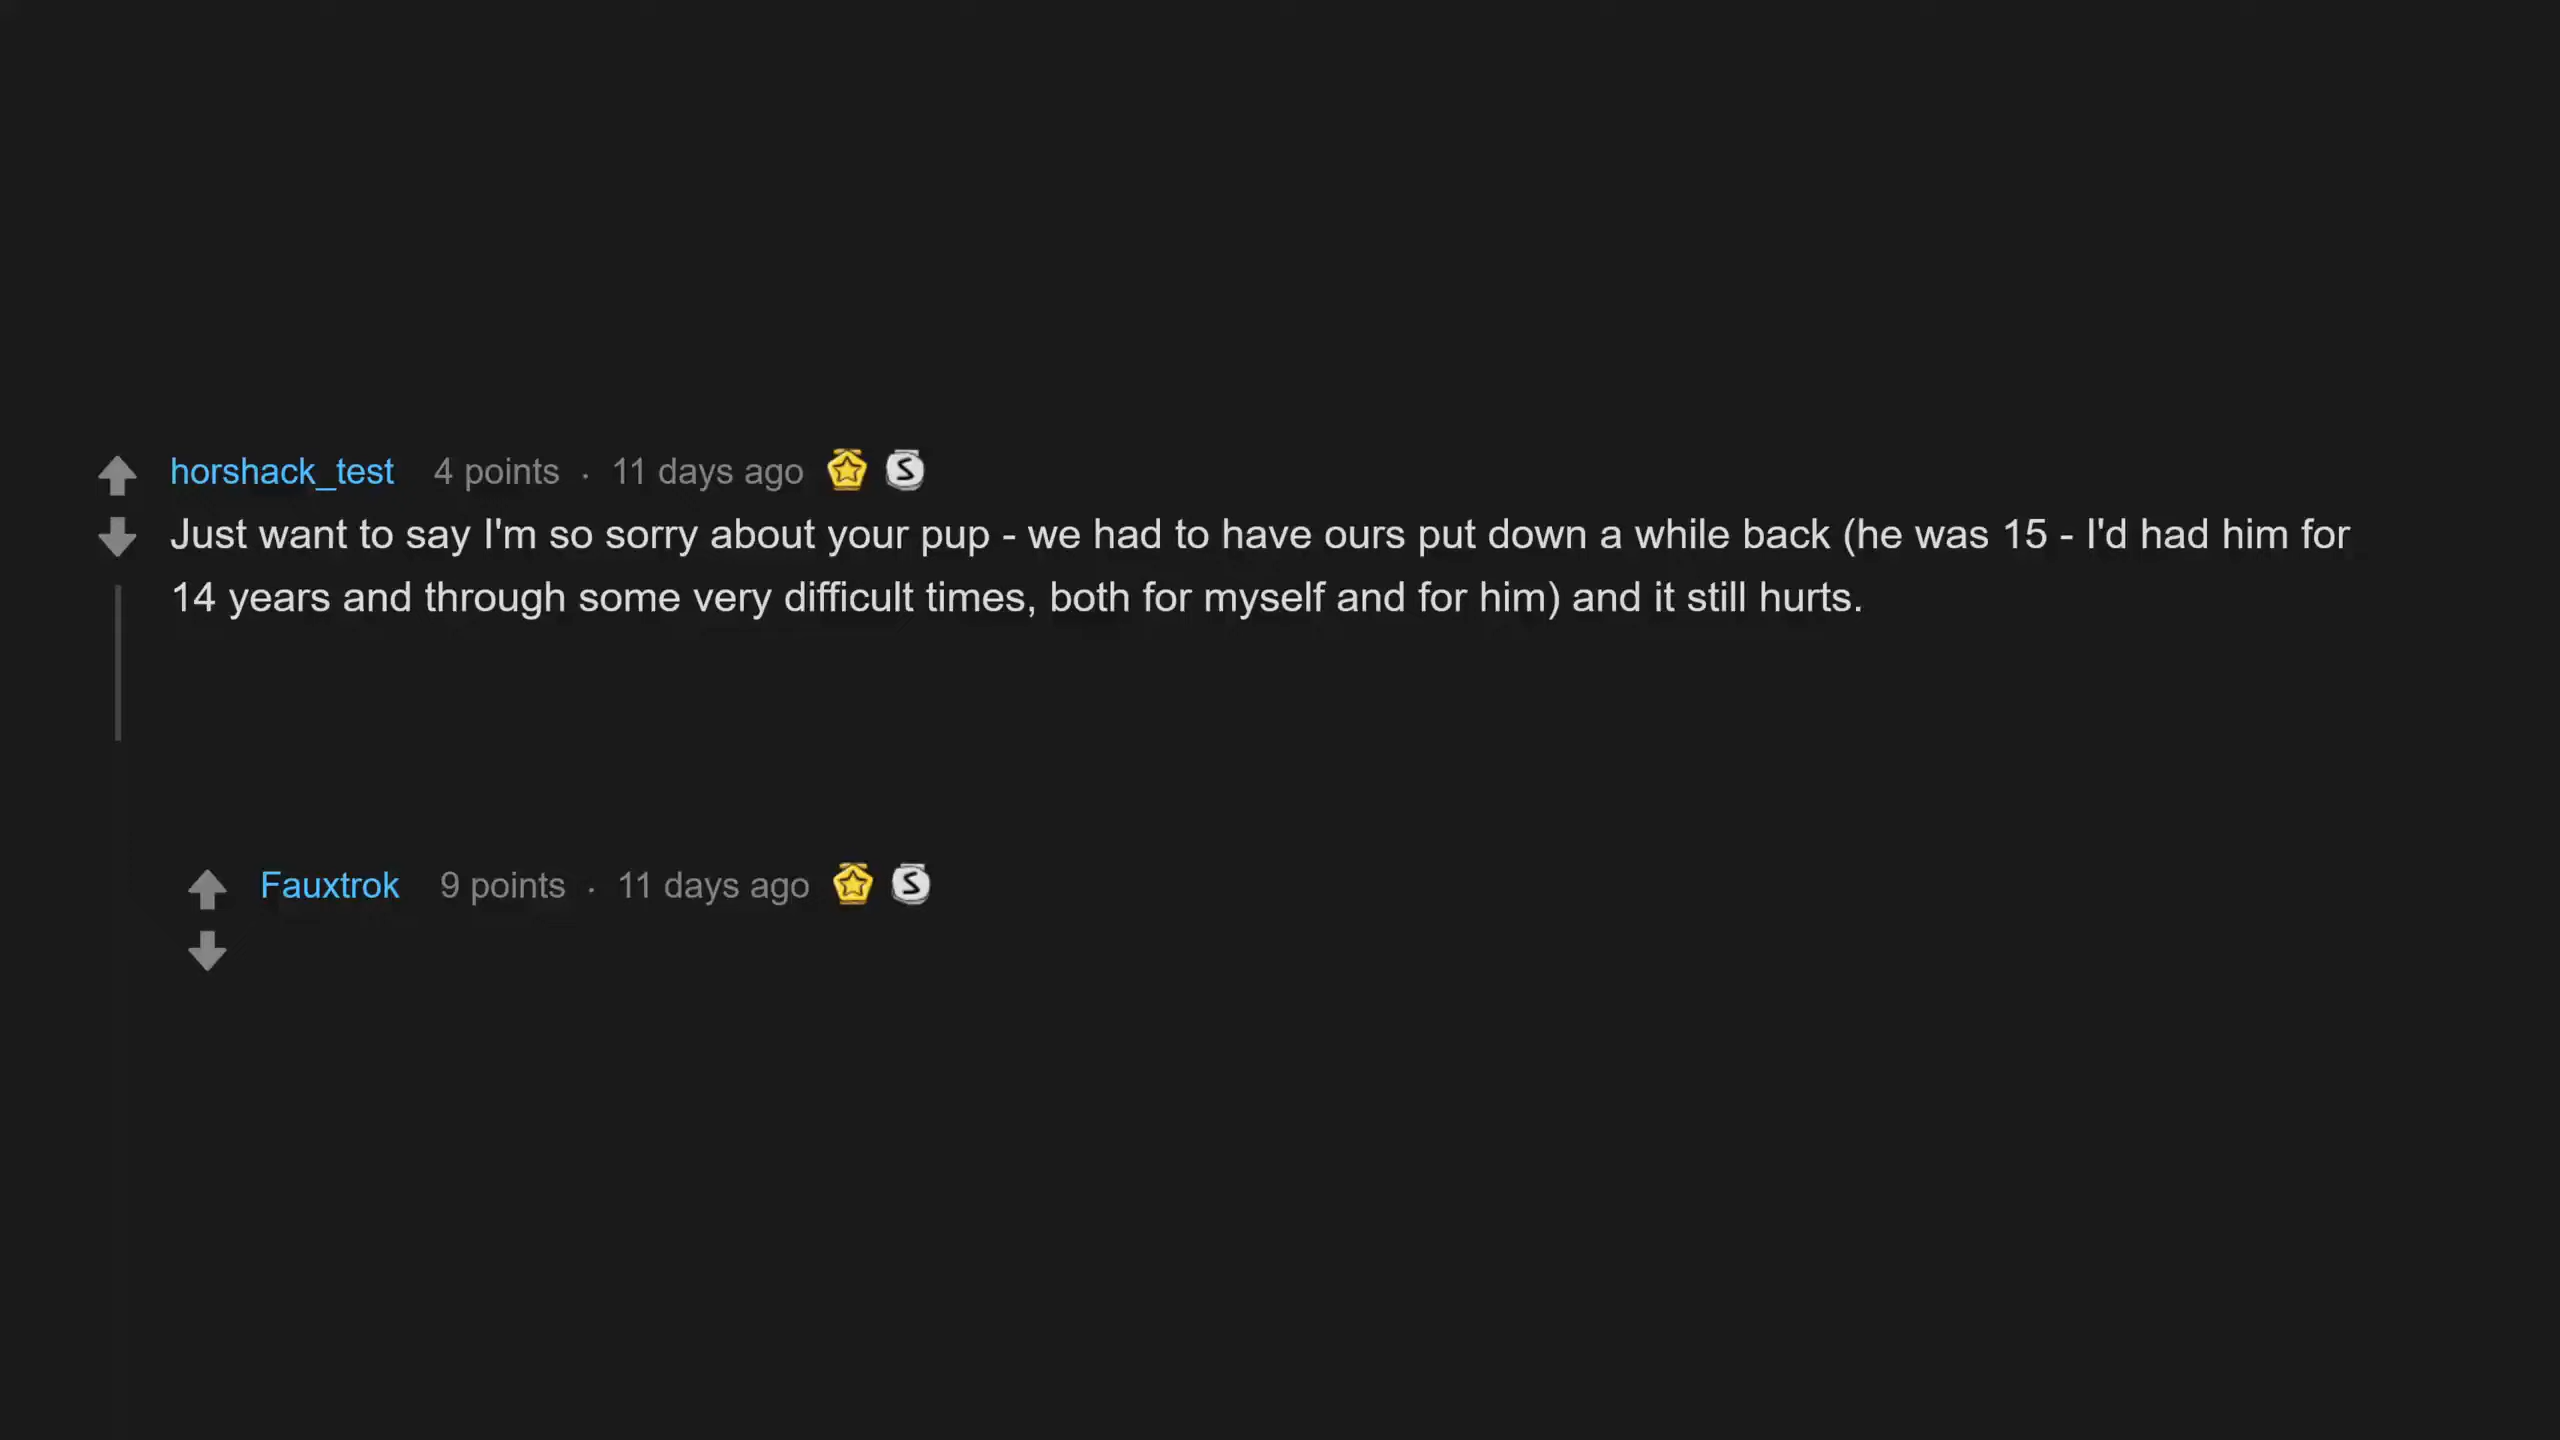 horshack_test 4 points · 11 days ago
Just want to say I'm so sorry about your pup - we had to have ours put down a while back (he was 15 - I'd had him for
14 years and through some very difficult times, both for myself and for him) and it still hurts.
Fauxtrok 9 points · 11 days ago